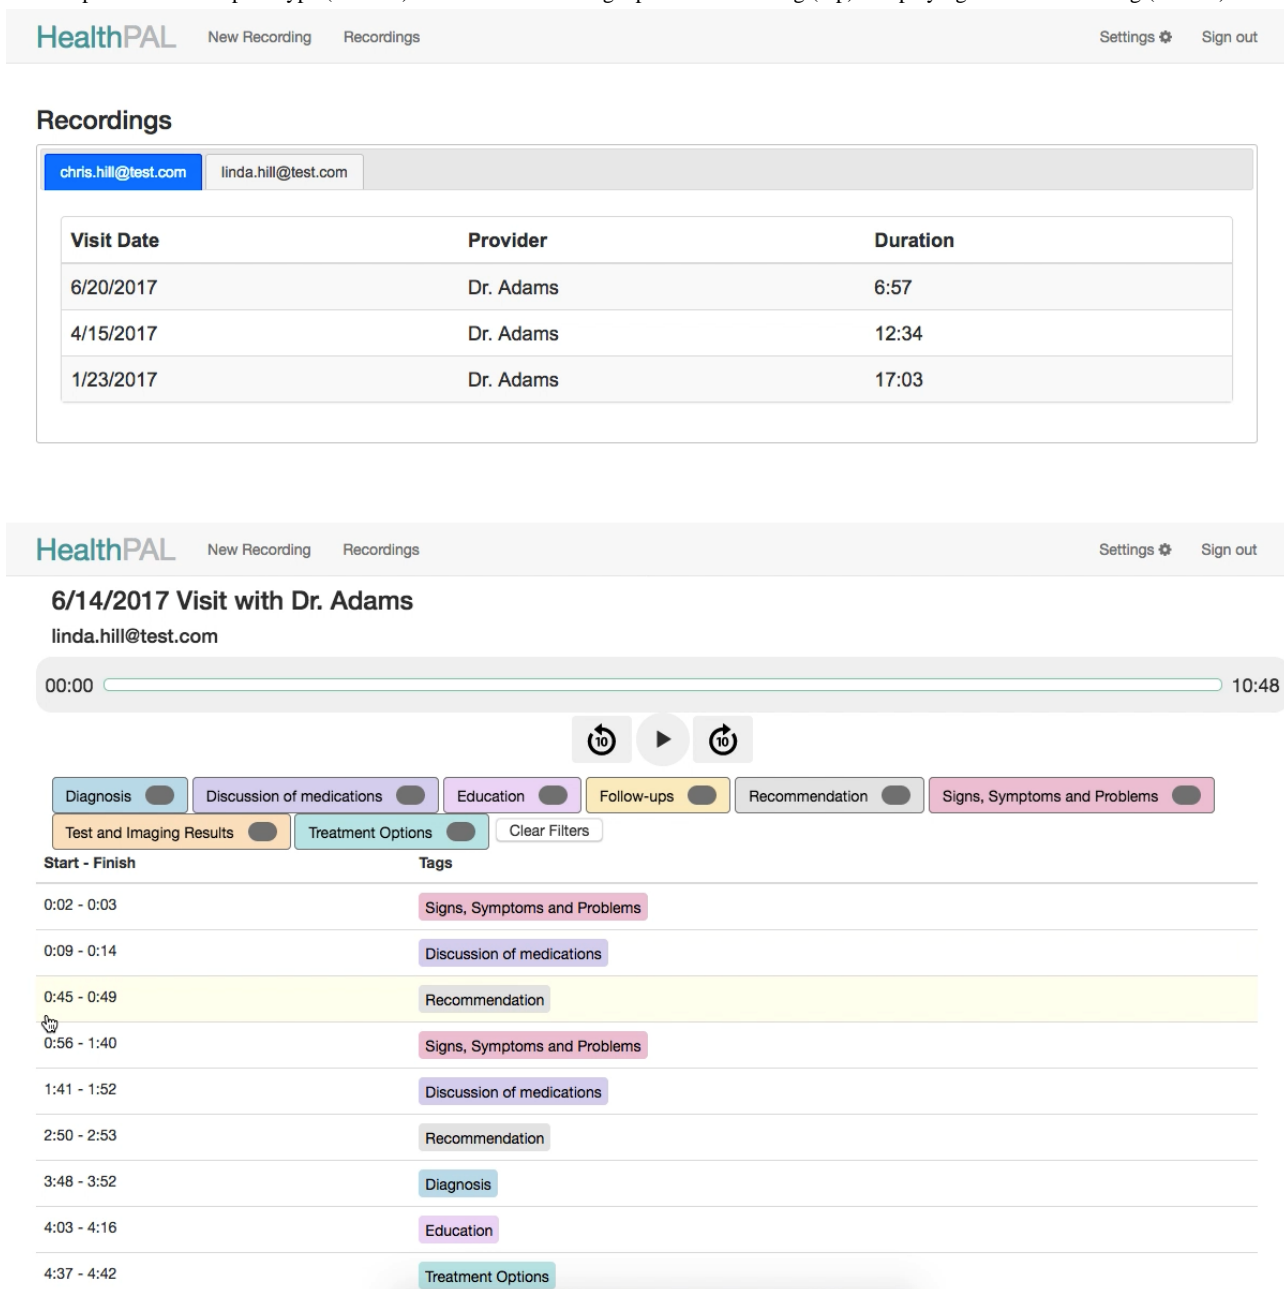 HealthPAL New Recording Recordings Settings Sign out
Recordings
chris.hill@test.com linda.hill@test.com
Visit Date Provider Duration
6/20/2017 Dr. Adams 6:57
4/15/2017 Dr. Adams 12:34
1/23/2017 Dr. Adams 17:03
HealthPAL New Recording Recordings Settings Sign out
6/14/2017 Visit with Dr. Adams
linda.hill@test.com
00:00 10:48
10 10
Diagnosis Discussion of medications Education Follow-ups Recommendation Signs, Symptoms and Problems
Test and Imaging Results Treatment Options Clear Filters
Start - Finish Tags
0:02 - 0:03 Signs, Symptoms and Problems
0:09 - 0:14 Discussion of medications
0:45 - 0:49 Recommendation
0:56 - 1:40 Signs, Symptoms and Problems
1:41 - 1:52 Discussion of medications
2:50 - 2:53 Recommendation
3:48 - 3:52 Diagnosis
4:03 - 4:16 Education
4:37 - 4:42 Treatment Options